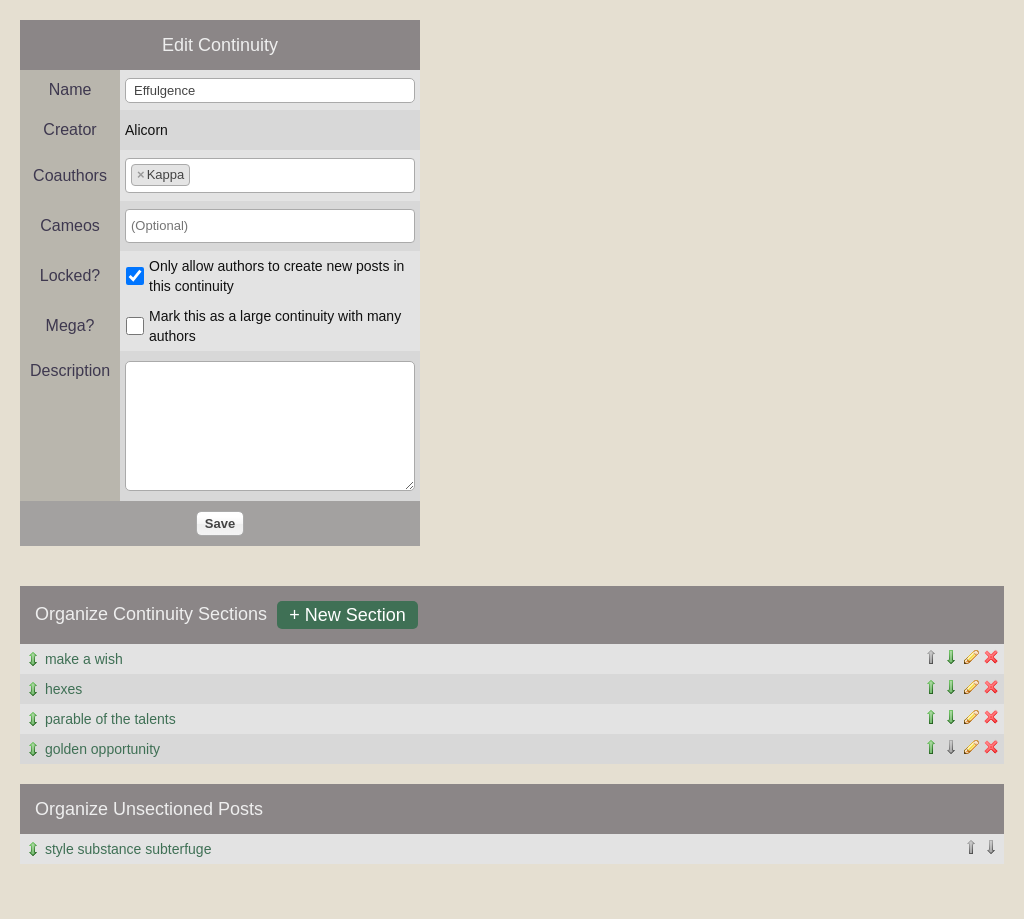 Edit Continuity
Name
Effulgence
Creator
Alicorn
Coauthors
×Kappa
Cameos
(Optional)
Locked?
Only allow authors to create new posts in
this continuity
Mega?
Mark this as a large continuity with many
authors
Description
Save
Organize Continuity Sections + New Section
make a wish
hexes
parable of the talents
golden opportunity
Organize Unsectioned Posts
style substance subterfuge